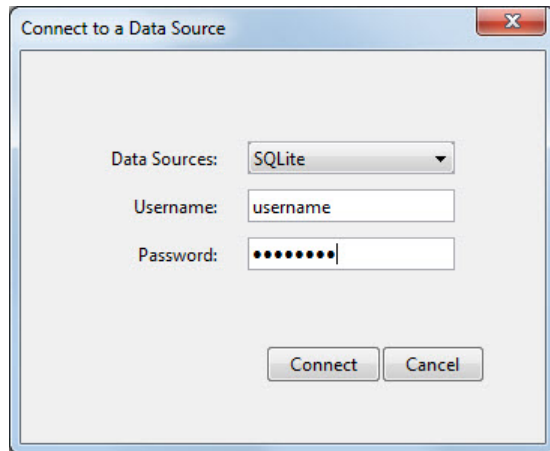 Connect to a Data Source
Data Sources: SQLite
Username: username
Password: ••••••••
Connect Cancel